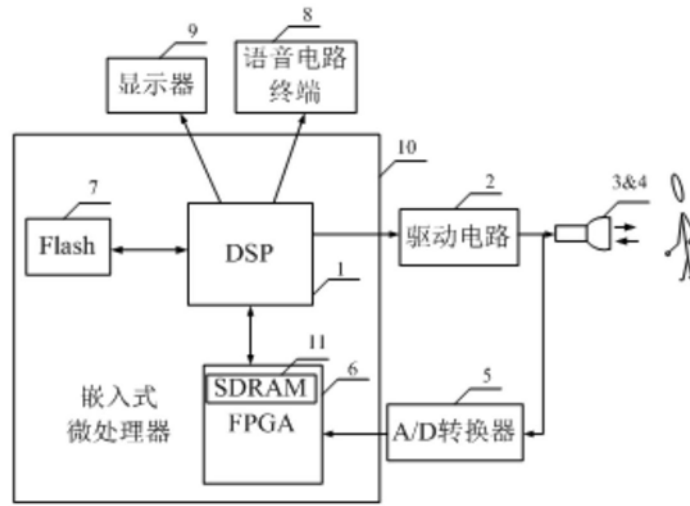 9
8
显示器
语音电路
终端
10
7
2
3&4
Flash
DSP
驱动电路
1
11
6
5
SDRAM
FPGA
嵌入式
微处理器
A/D转换器